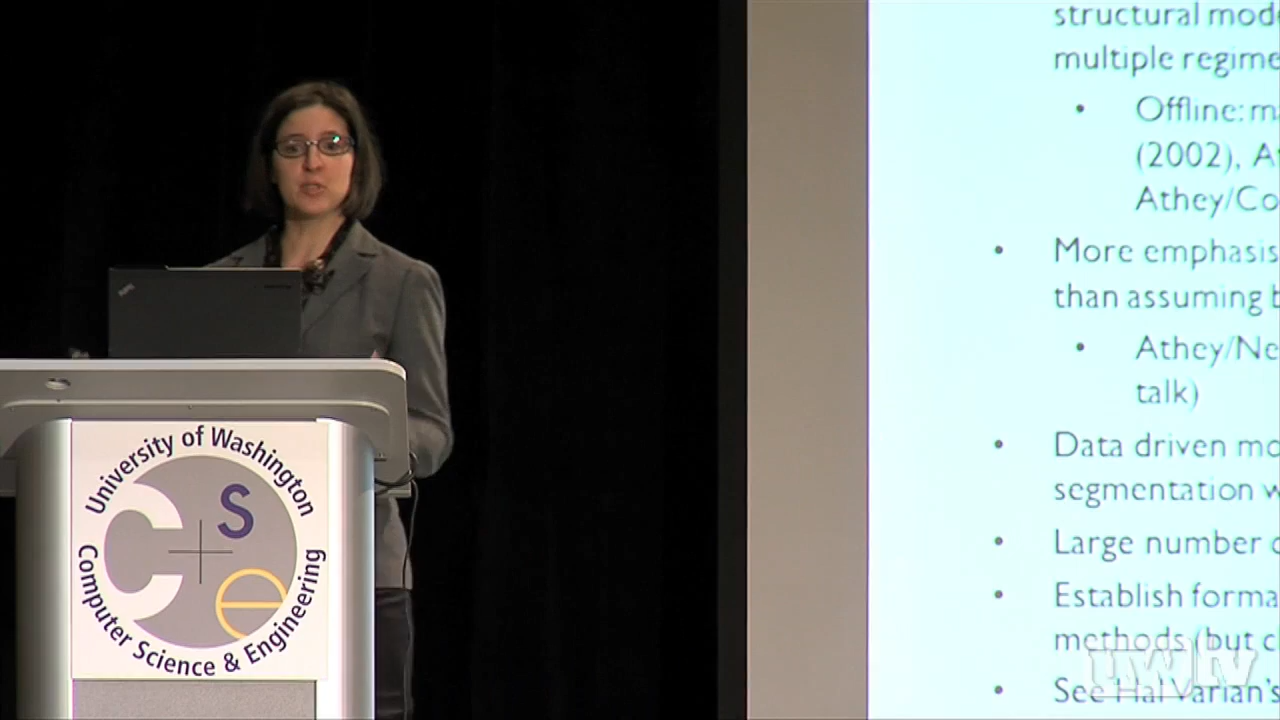 University of Washington
Computer Science & Engineering
C
S
e
structural mod
multiple regime
Offline: m
(2002), A
Athey/Co
More emphasis
than assuming b
Athey/Ne
talk)
Data driven mo
segmentation w
Large number
Establish forma
methods (but c
See Hal Varian's
UWTV